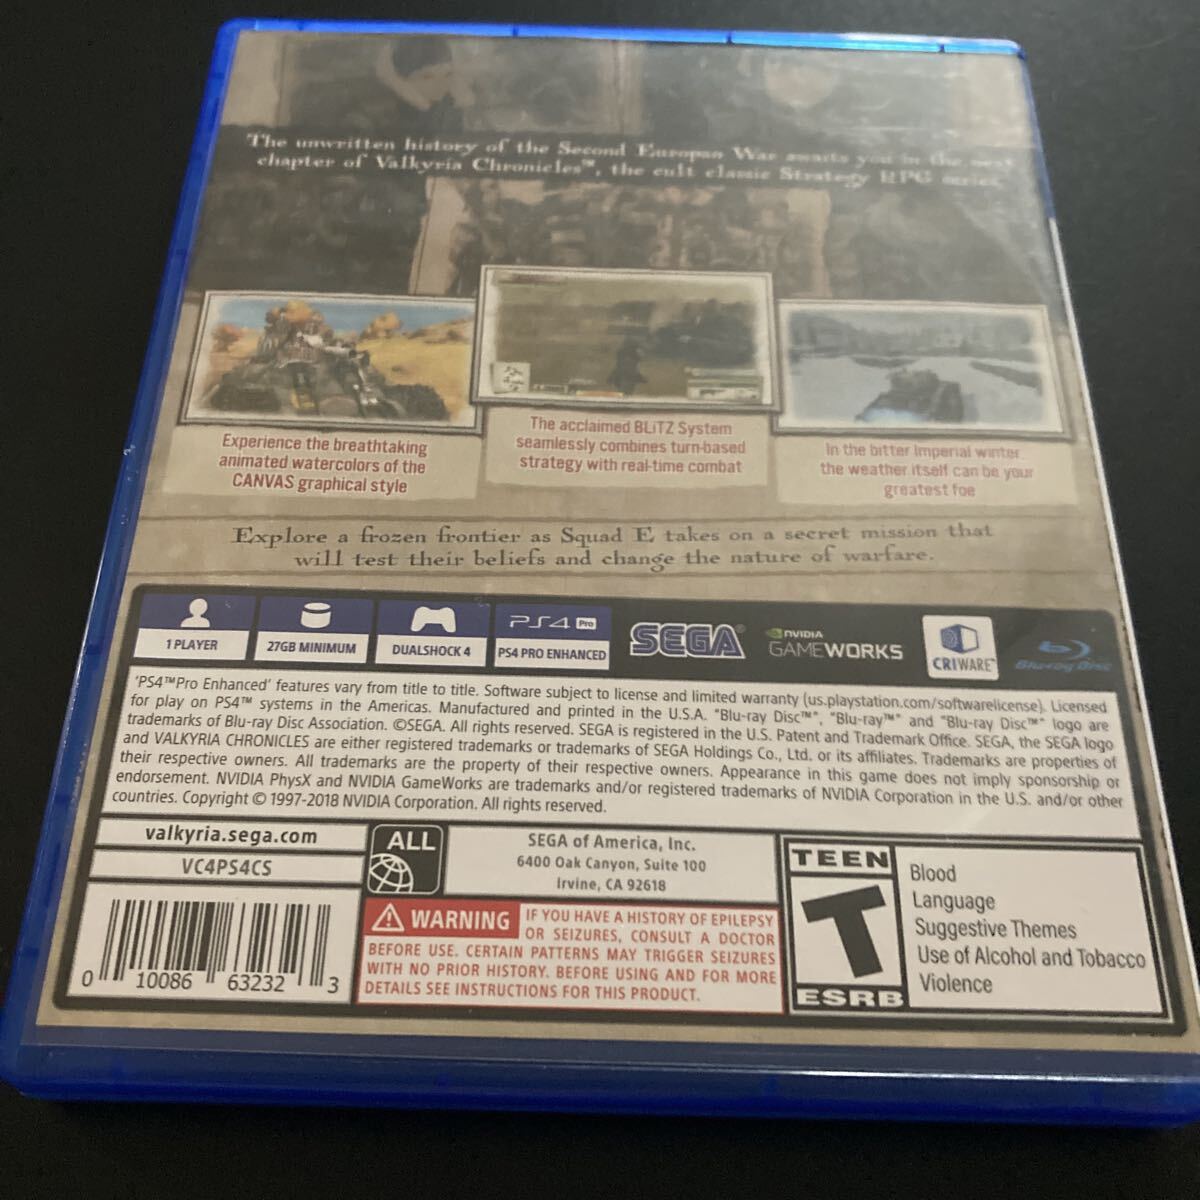 The unwritten history of the Second Europan War awaits you in the next
chapter of Valkyria Chronicles™, the cult classic Strategy RPG series.
Experience the breathtaking
animated watercolors of the
CANVAS graphical style
The acclaimed BLiTZ System
seamlessly combines turn-based
strategy with real-time combat
In the bitter Imperial winter,
the weather itself can be your
greatest foe
Explore a frozen frontier as Squad E takes on a secret mission that
will test their beliefs and change the nature of warfare.
1 PLAYER
27GB MINIMUM
DUALSHOCK 4
PS4 Pro
PS4 PRO ENHANCED
SEGA®
NVIDIA
GAMEWORKS
CRIWARE™
Blu-ray Disc
'PS4™Pro Enhanced' features vary from title to title. Software subject to license and limited warranty (us.playstation.com/softwarelicense). Licensed
for play on PS4™ systems in the Americas. Manufactured and printed in the U.S.A. "Blu-ray Disc™", "Blu-ray™" and "Blu-ray Disc™" logo are
trademarks of Blu-ray Disc Association. ©SEGA. All rights reserved. SEGA is registered in the U.S. Patent and Trademark Office. SEGA, the SEGA logo
and VALKYRIA CHRONICLES are either registered trademarks or trademarks of SEGA Holdings Co., Ltd. or its affiliates. Trademarks are properties of
their respective owners. All trademarks are the property of their respective owners. Appearance in this game does not imply sponsorship or
endorsement. NVIDIA PhysX and NVIDIA GameWorks are trademarks and/or registered trademarks of NVIDIA Corporation in the U.S. and/or other
countries. Copyright © 1997-2018 NVIDIA Corporation. All rights reserved.
valkyria.sega.com
VC4PS4CS
0 10086 63232 3
ALL
SEGA of America, Inc.
6400 Oak Canyon, Suite 100
Irvine, CA 92618
WARNING IF YOU HAVE A HISTORY OF EPILEPSY
OR SEIZURES, CONSULT A DOCTOR
BEFORE USE. CERTAIN PATTERNS MAY TRIGGER SEIZURES
WITH NO PRIOR HISTORY. BEFORE USING AND FOR MORE
DETAILS SEE INSTRUCTIONS FOR THIS PRODUCT.
TEEN
T
ESRB
Blood
Language
Suggestive Themes
Use of Alcohol and Tobacco
Violence